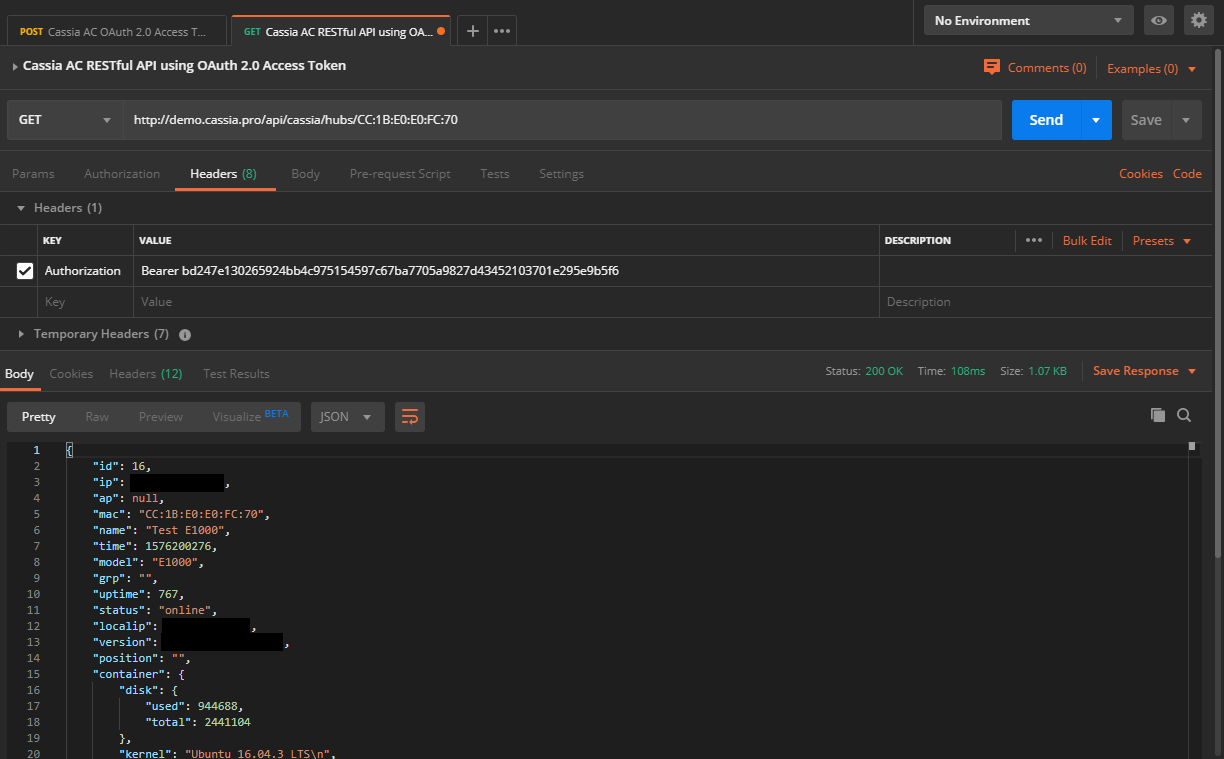 POST Cassia AC OAuth 2.0 Access T...
GET Cassia AC RESTful API using OA...
No Environment
Cassia AC RESTful API using OAuth 2.0 Access Token
Comments (0)
Examples (0)
GET
http://demo.cassia.pro/api/cassia/hubs/CC:1B:E0:E0:FC:70
Send
Save
Params Authorization Headers (8) Body Pre-request Script Tests Settings
Cookies Code
Headers (1)
KEY VALUE DESCRIPTION ••• Bulk Edit Presets
Authorization Bearer bd247e130265924bb4c975154597c67ba7705a9827d43452103701e295e9b5f6
Key Value Description
Temporary Headers (7)
Body Cookies Headers (12) Test Results
Status: 200 OK Time: 108ms Size: 1.07 KB Save Response
Pretty Raw Preview Visualize BETA JSON
1 {
2 "id": 16,
3 "ip": ,
4 "ap": null,
5 "mac": "CC:1B:E0:E0:FC:70",
6 "name": "Test E1000",
7 "time": 1576200276,
8 "model": "E1000",
9 "grp": "",
10 "uptime": 767,
11 "status": "online",
12 "localip": ,
13 "version": ,
14 "position": "",
15 "container": {
16 "disk": {
17 "used": 944688,
18 "total": 2441104
19 },
20 "kernel": "Ubuntu 16.04.3 LTS\n",